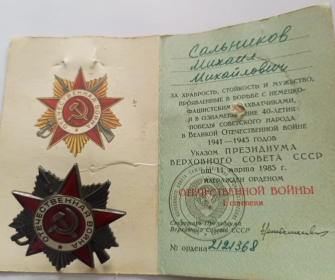 Сальников
Михаил
Михайлович
ЗА ХРАБРОСТЬ, СТОЙКОСТЬ И МУЖЕСТВО,
ПРОЯВЛЕННЫЕ В БОРЬБЕ С НЕМЕЦКО-
ФАШИСТСКИМИ ЗАХВАТЧИКАМИ,
И В ОЗНАМЕНОВАНИЕ 40-ЛЕТИЯ
ПОБЕДЫ СОВЕТСКОГО НАРОДА
В ВЕЛИКОЙ ОТЕЧЕСТВЕННОЙ ВОЙНЕ
1941—1945 ГОДОВ
УКАЗОМ ПРЕЗИДИУМА
ВЕРХОВНОГО СОВЕТА СССР
от 11 марта 1985 г.
НАГРАЖДЕН ОРДЕНОМ
ОТЕЧЕСТВЕННОЙ ВОЙНЫ
I степени
Секретарь Президиума
Верховного Совета СССР
№ ордена 2121368
ОТЕЧЕСТВЕННАЯ ВОЙНА
ОТЕЧЕСТВЕННАЯ ВОЙНА